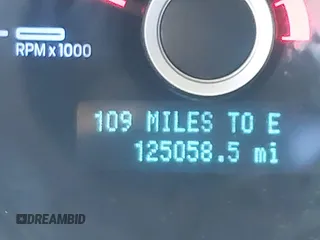 RPM x 1000
109 MILES TO E
125058.5 mi
DREAMBID